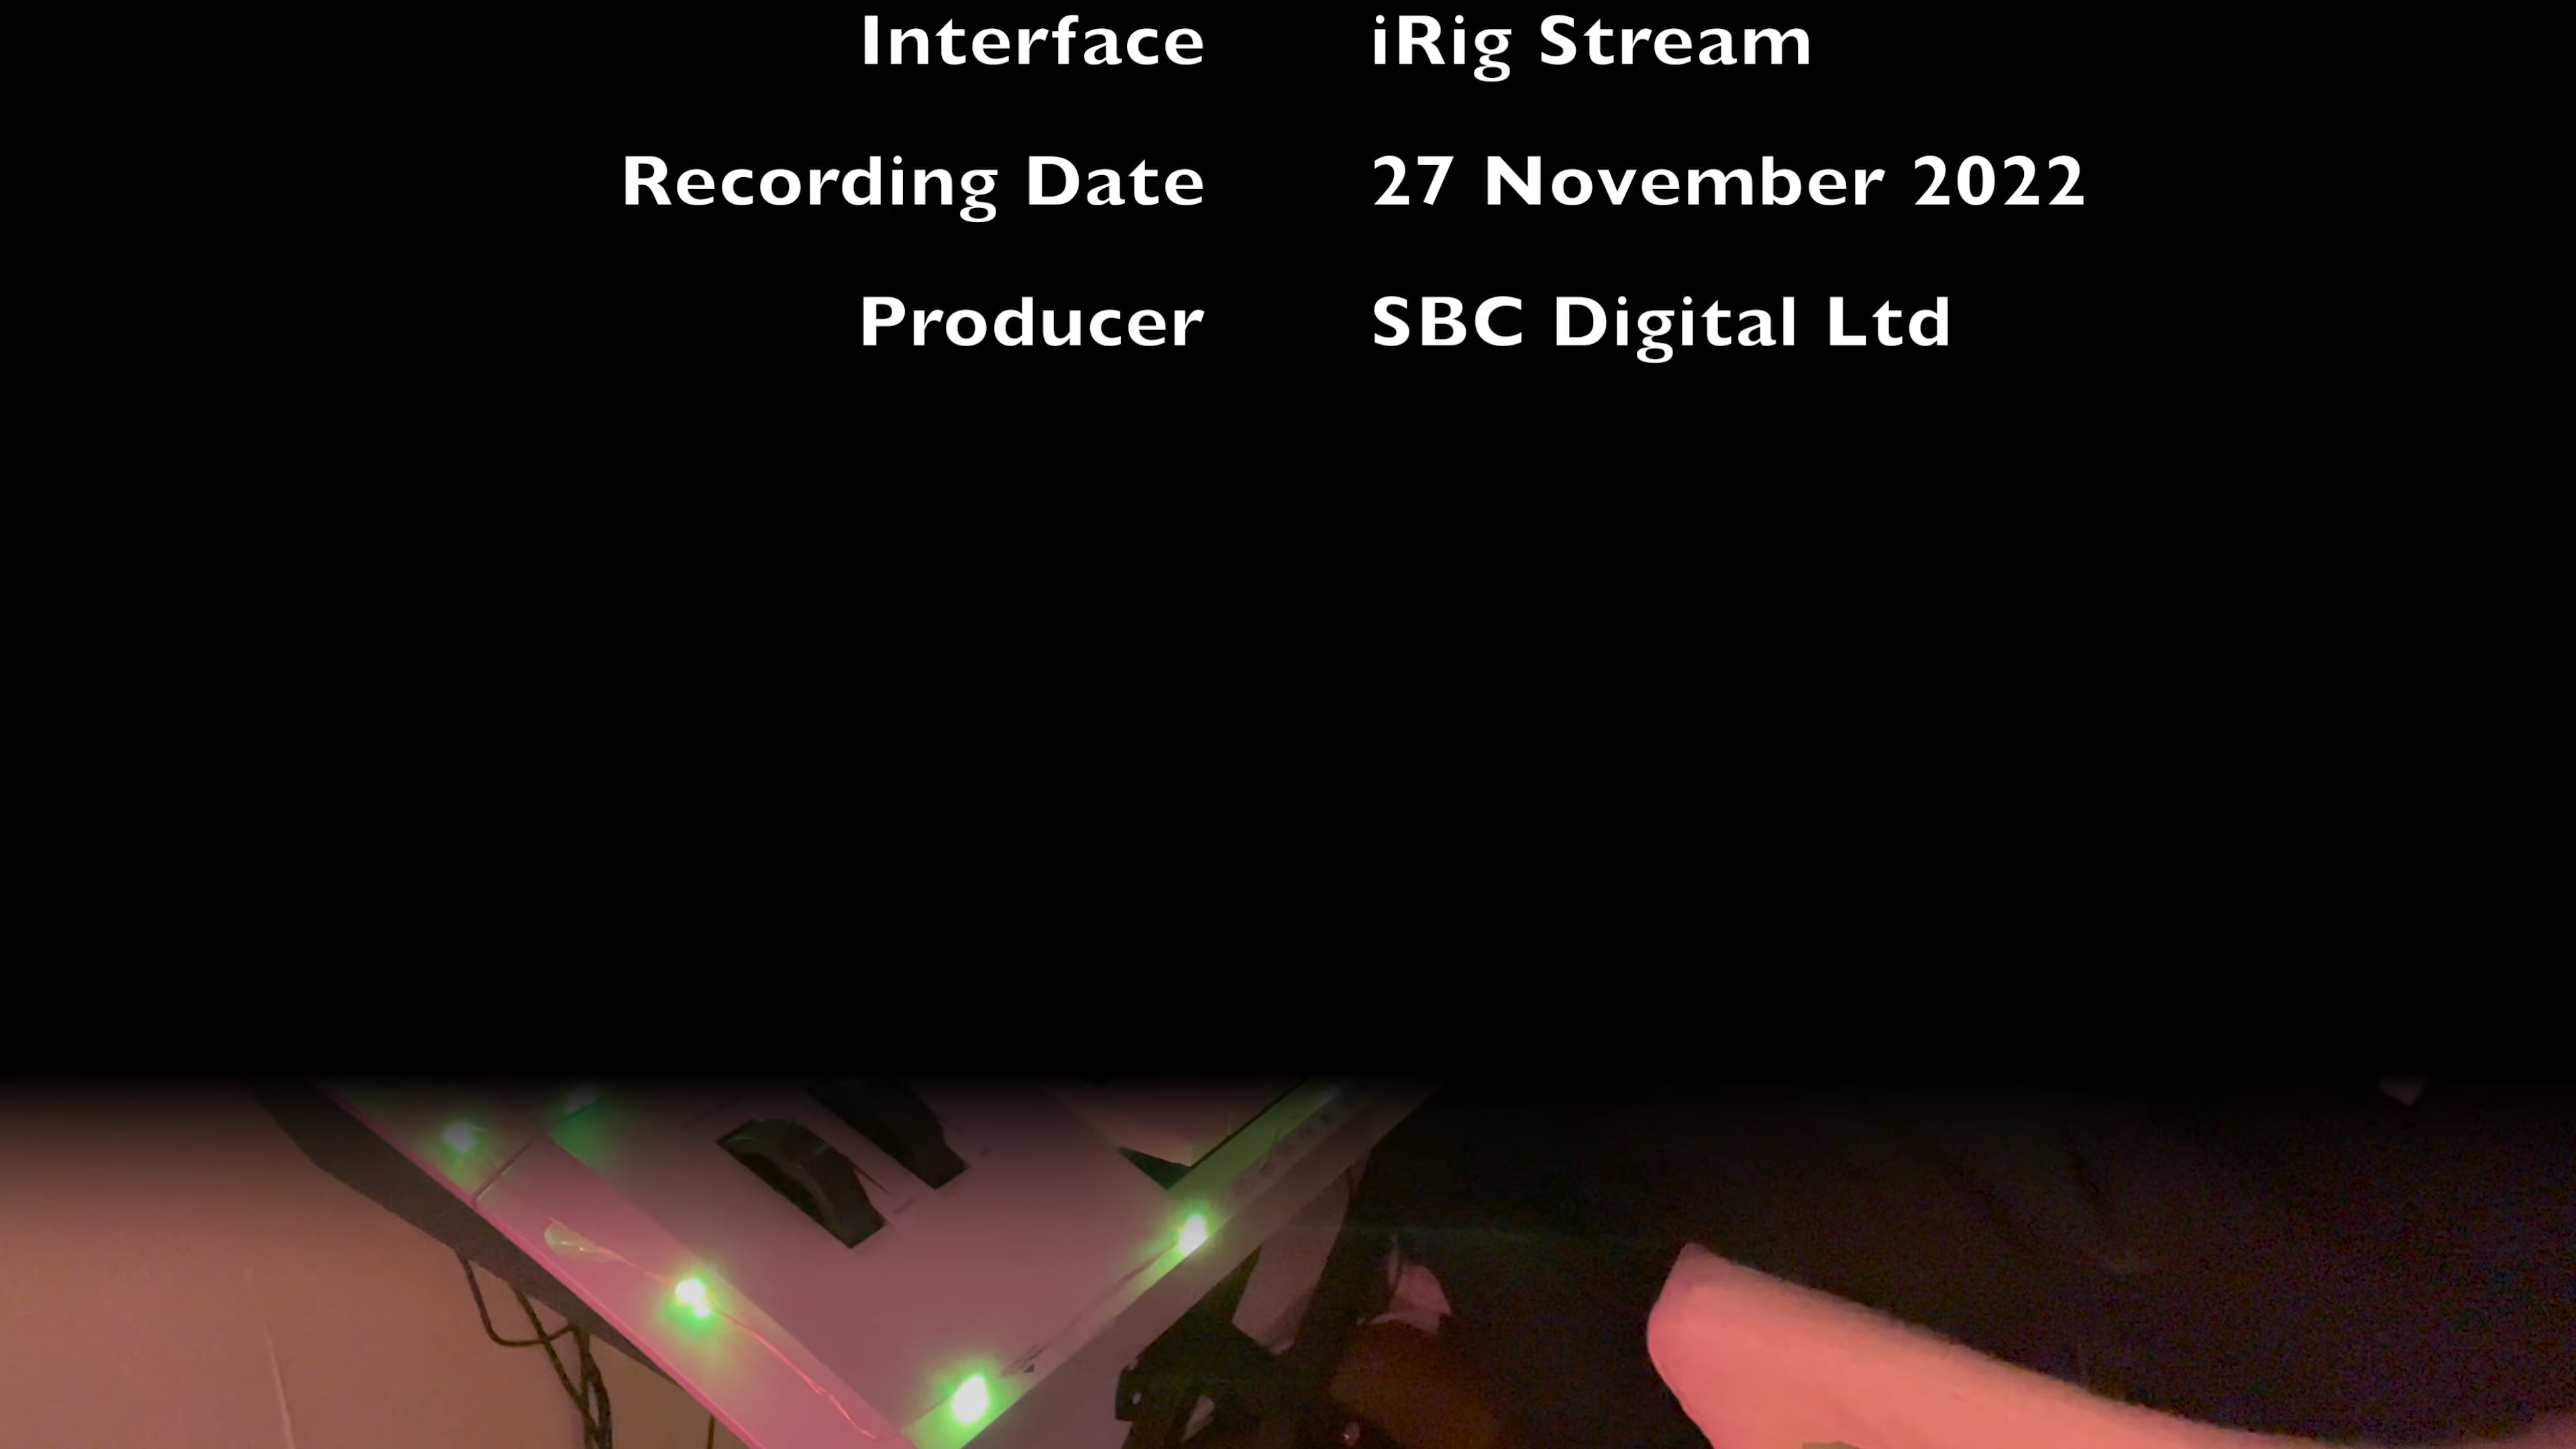 Interface iRig Stream
Recording Date 27 November 2022
Producer SBC Digital Ltd